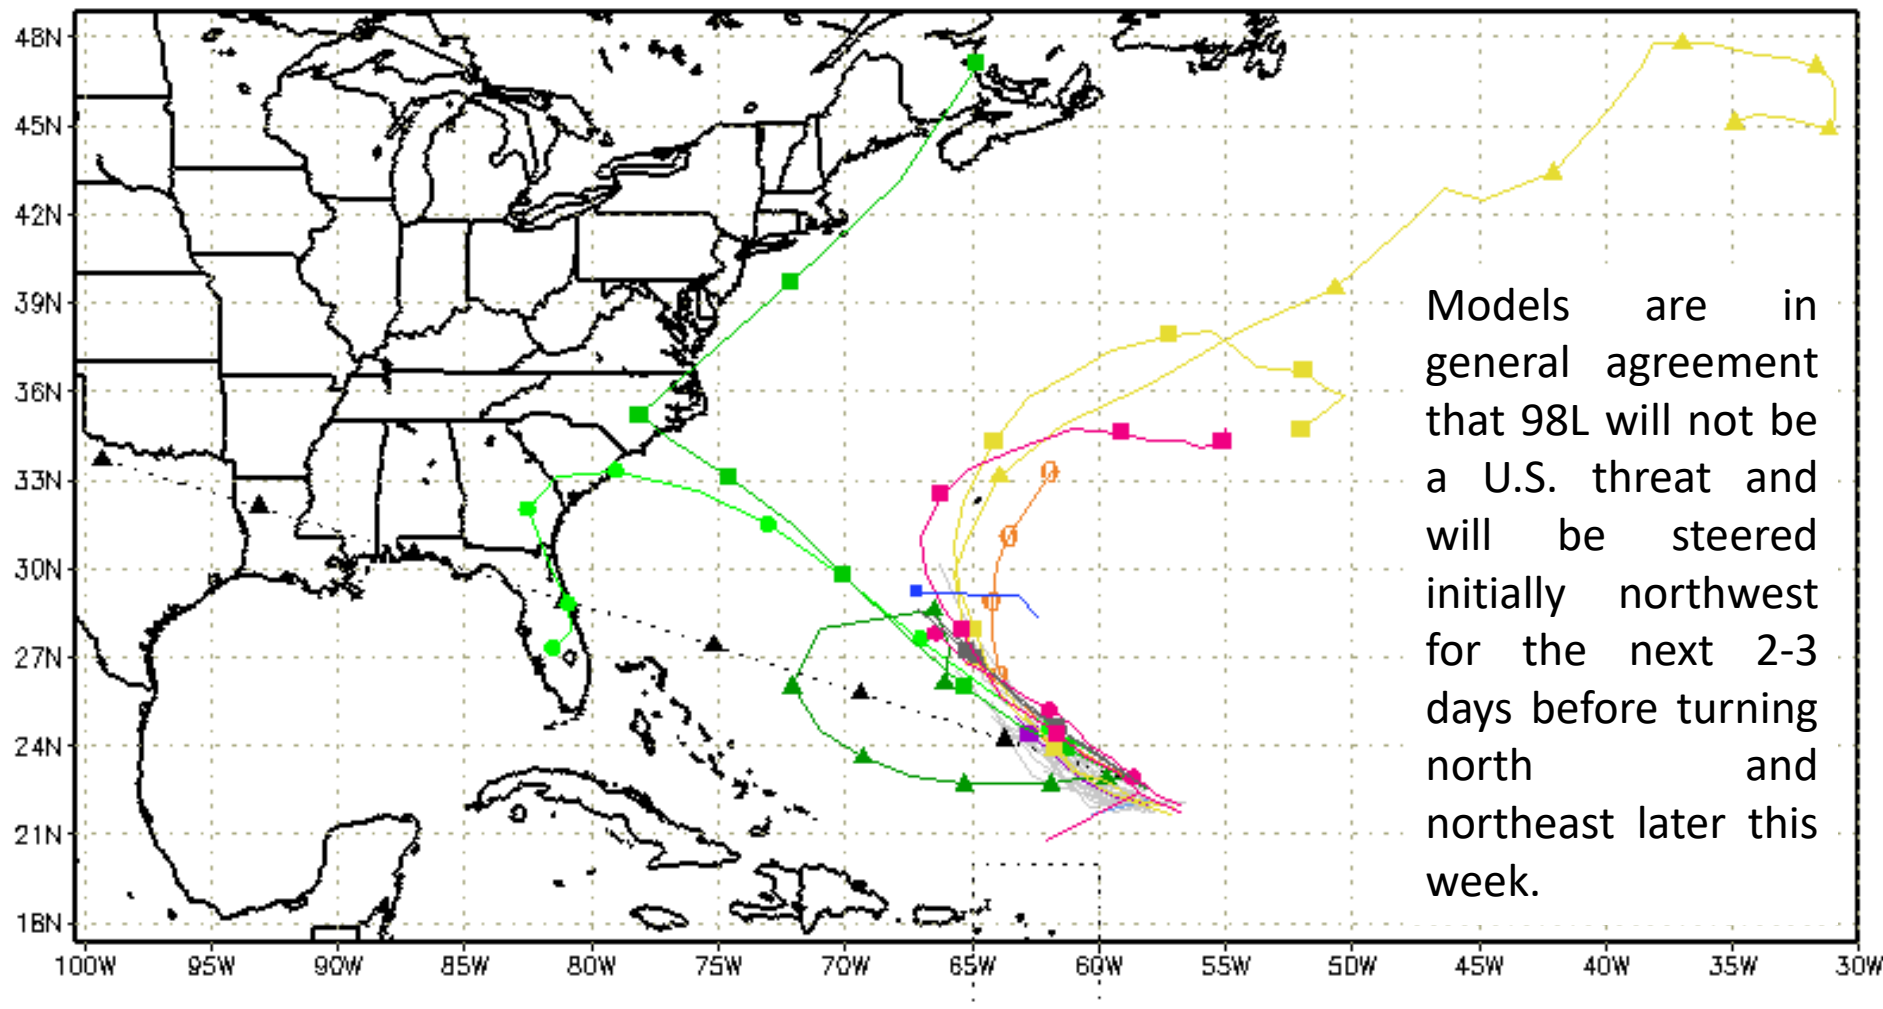 48N
45N
42N
39N
36N
33N
30N
27N
24N
21N
18N
100W 95W 90W 85W 80W 75W 70W 65W 60W 55W 50W 45W 40W 35W 30W
Models are in
general agreement
that 98L will not be
a U.S. threat and
will be steered
initially northwest
for the next 2-3
days before turning
north and
northeast later this
week.